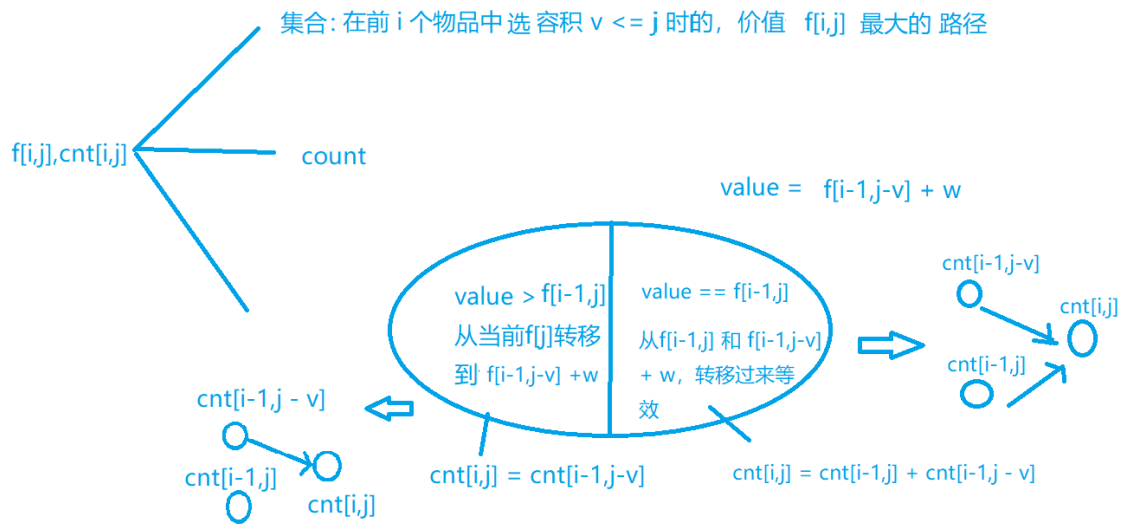 集合: 在前 i 个物品中 选 容积 v <= j 时的，价值 f[i,j] 最大的 路径
f[i,j],cnt[i,j]
count
value = f[i-1,j-v] + w
value > f[i-1,j]
从当前f[j]转移
到 f[i-1,j-v] +w
value == f[i-1,j]
从f[i-1,j] 和 f[i-1,j-v]
+ w，转移过来等
效
cnt[i-1,j-v]
cnt[i,j]
cnt[i-1,j]
cnt[i-1,j - v]
cnt[i-1,j]
cnt[i,j]
cnt[i,j] = cnt[i-1,j-v]
cnt[i,j] = cnt[i-1,j] + cnt[i-1,j - v]